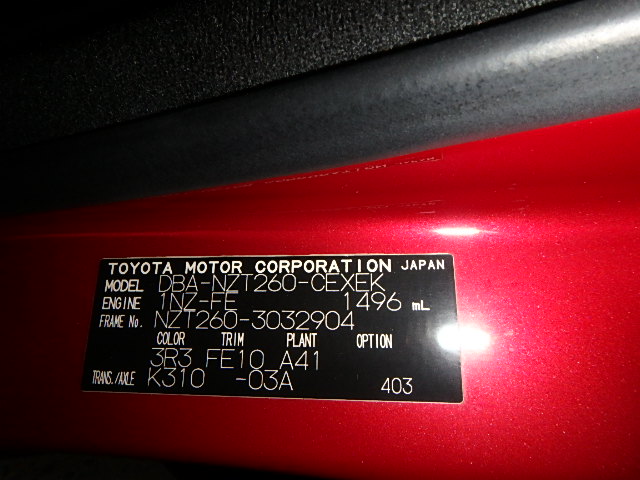 TOYOTA MOTOR CORPORATION JAPAN
MODEL DBA-NZT260-CEXEK
ENGINE 1NZ-FE 1496 mL
FRAME No. NZT260-3032904
COLOR TRIM PLANT OPTION
3R3 FE10 A41
TRANS./AXLE K310 -03A 403